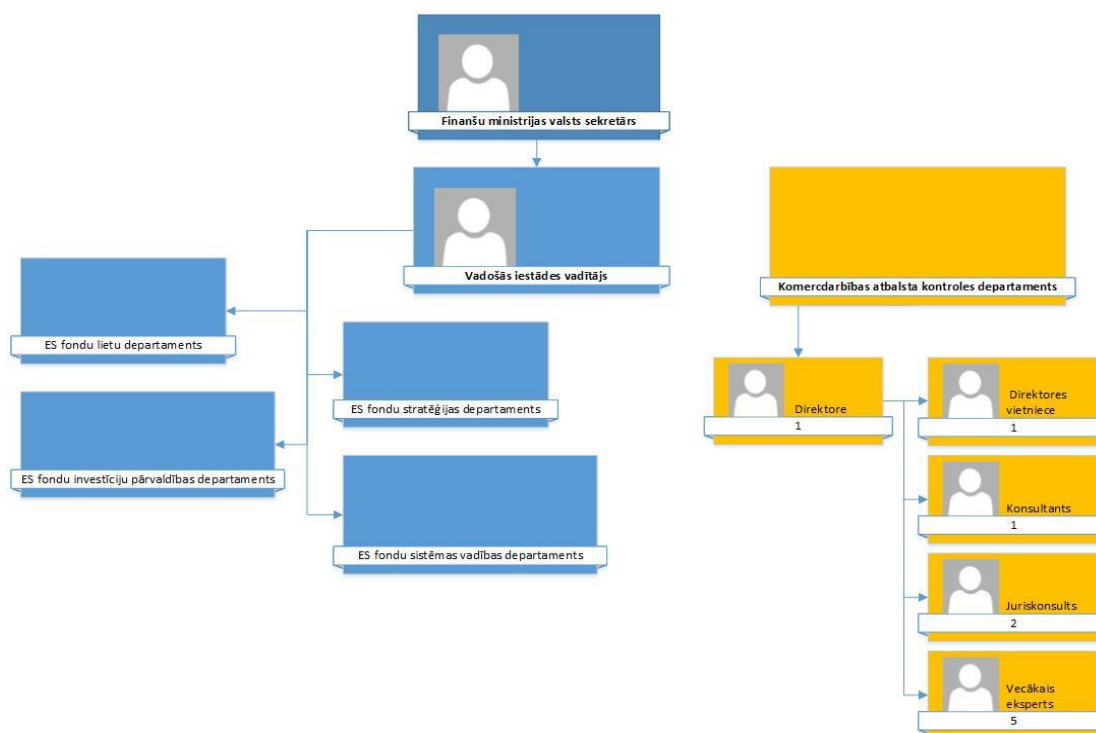 Finanšu ministrijas valsts sekretārs
Vadošās iestādes vadītājs
ES fondu lietu departaments
ES fondu stratēģijas departaments
ES fondu investīciju pārvaldības departaments
ES fondu sistēmas vadības departaments
Komercdarbības atbalsta kontroles departaments
Direktore
1
Direktores
vietniece
1
Konsultants
1
Juriskonsults
2
Vecākais
eksperts
5